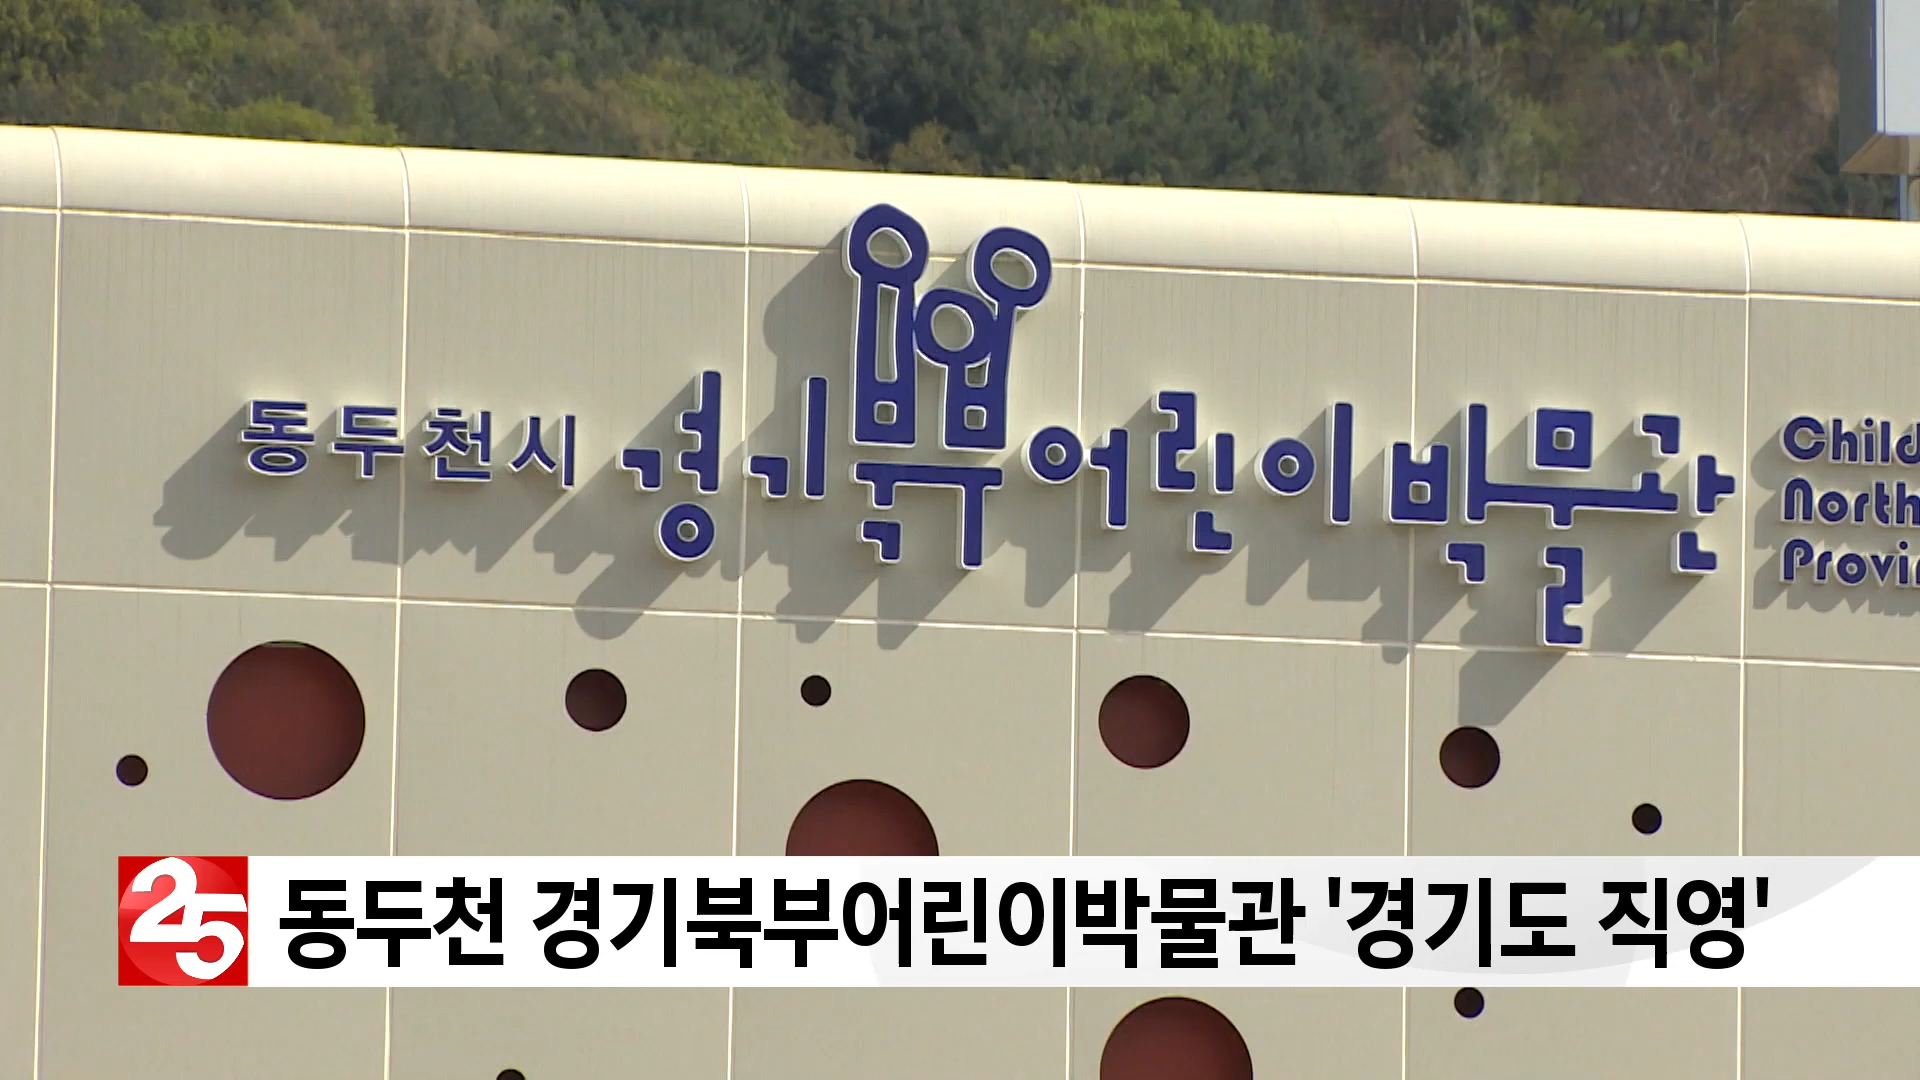 동두천시 경기북부어린이박물관
Child
North
Provin
25 동두천 경기북부어린이박물관 '경기도 직영'